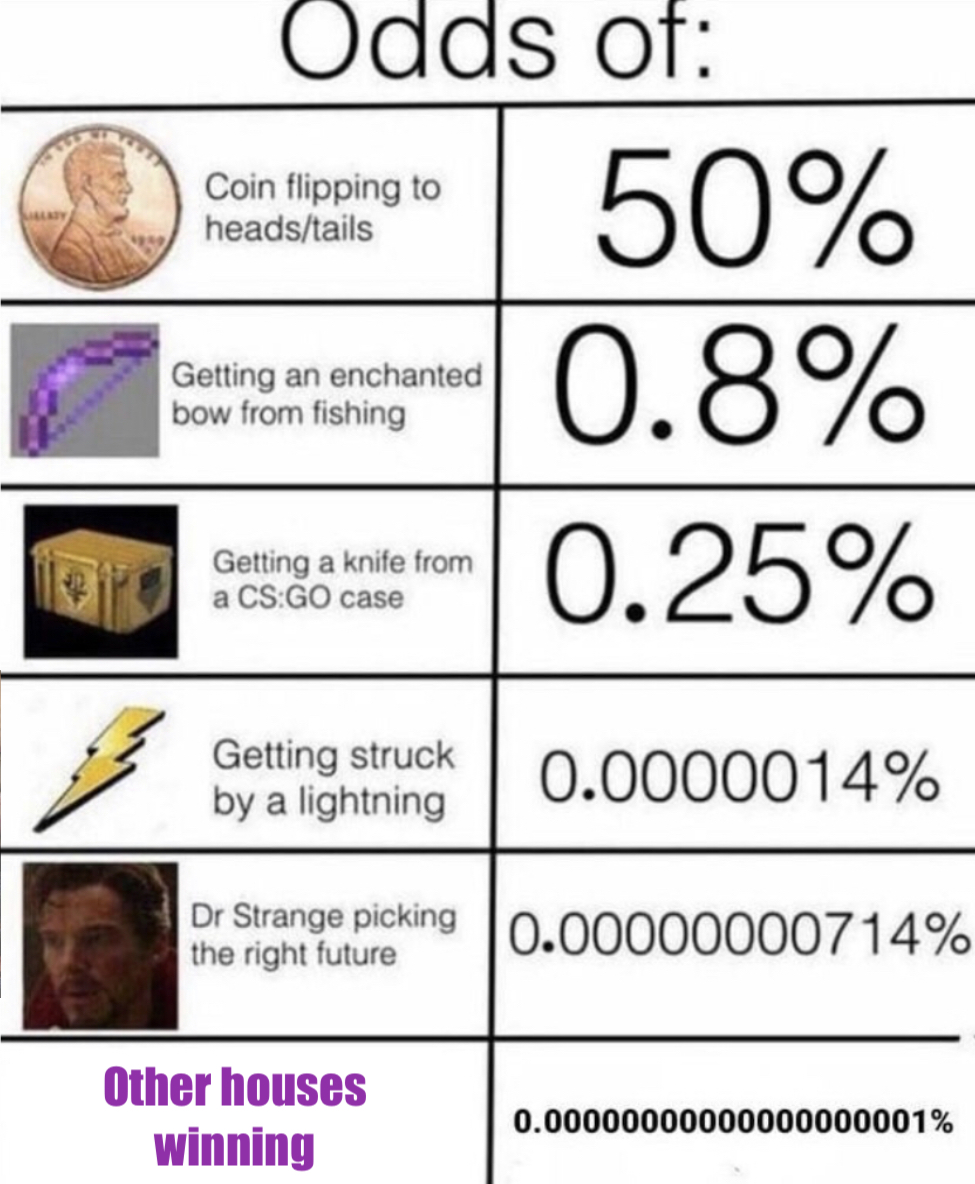 Odds of:
Coin flipping to
heads/tails
50%
Getting an enchanted
bow from fishing
0.8%
Getting a knife from
a CS:GO case
0.25%
Getting struck
by a lightning
0.0000014%
Dr Strange picking
the right future
0.00000000714%
Other houses
winning
0.000000000000000000001%